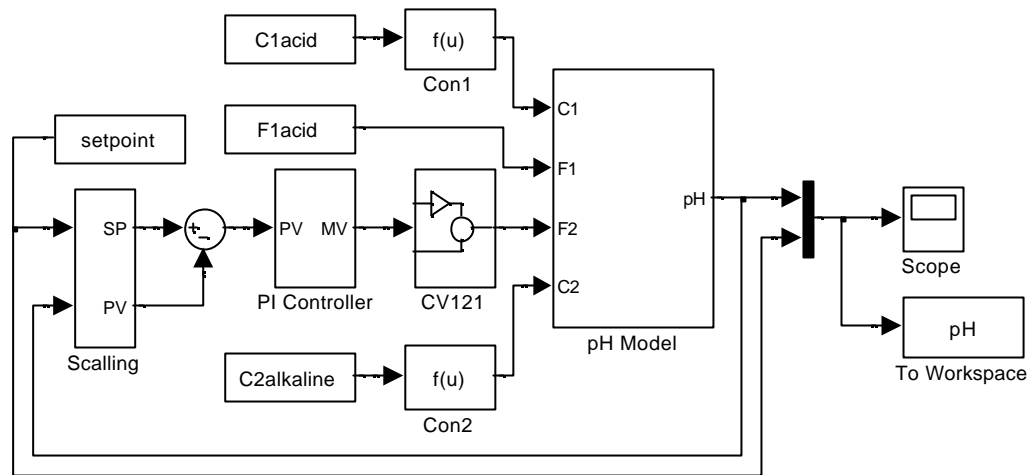 C1acid
f(u)
Con1
setpoint
F1acid
C1
F1
F2
C2
pH
pH Model
SP
PV
Scalling
+
-
PV
MV
PI Controller
CV121
C2alkaline
f(u)
Con2
Scope
pH
To Workspace